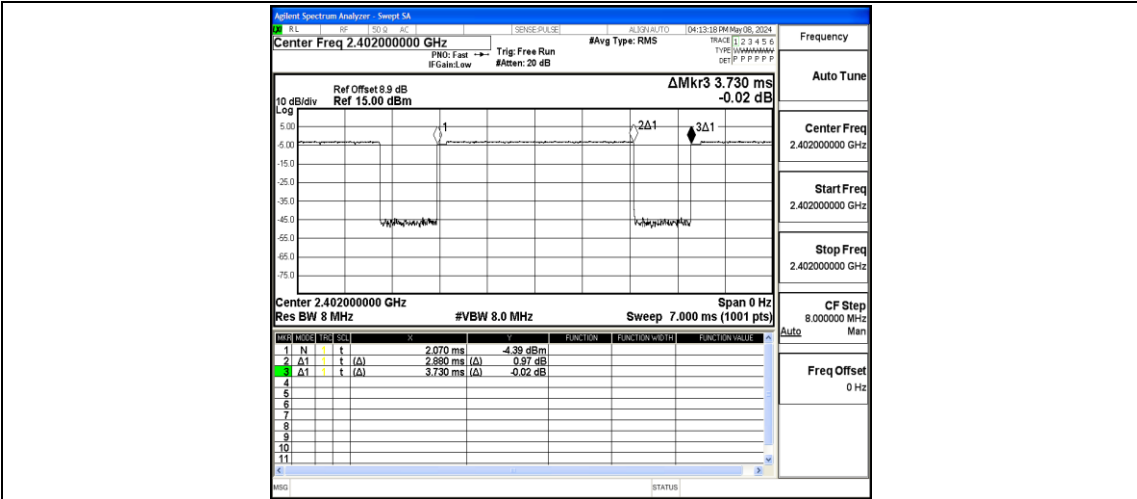 Agilent Spectrum Analyzer - Swept SA
RL RF 50 Ω AC SENSE:PULSE ALIGN AUTO 04:13:18 PM May 08, 2024
Center Freq 2.402000000 GHz
PNO: Fast
IFGain:Low
Trig: Free Run
#Atten: 20 dB
#Avg Type: RMS
TRACE 1 2 3 4 5 6
TYPE WWWWWW
DET P P P P P P
ΔMkr3 3.730 ms
-0.02 dB
Ref Offset 8.9 dB
10 dB/div Ref 15.00 dBm
Log
5.00
-5.00
-15.0
-25.0
-35.0
-45.0
-55.0
-65.0
-75.0
1
2Δ1
3Δ1
Center 2.402000000 GHz Span 0 Hz
Res BW 8 MHz #VBW 8.0 MHz Sweep 7.000 ms (1001 pts)
MKR MODE TRC SCL X Y FUNCTION FUNCTION WIDTH FUNCTION VALUE
1 N 1 t 2.070 ms -4.39 dBm
2 Δ1 1 t (Δ) 2.880 ms (Δ) 0.97 dB
3 Δ1 1 t (Δ) 3.730 ms (Δ) -0.02 dB
4
5
6
7
8
9
10
11
MSG STATUS
Frequency
Auto Tune
Center Freq
2.402000000 GHz
Start Freq
2.402000000 GHz
Stop Freq
2.402000000 GHz
CF Step
8.000000 MHz
Auto Man
Freq Offset
0 Hz